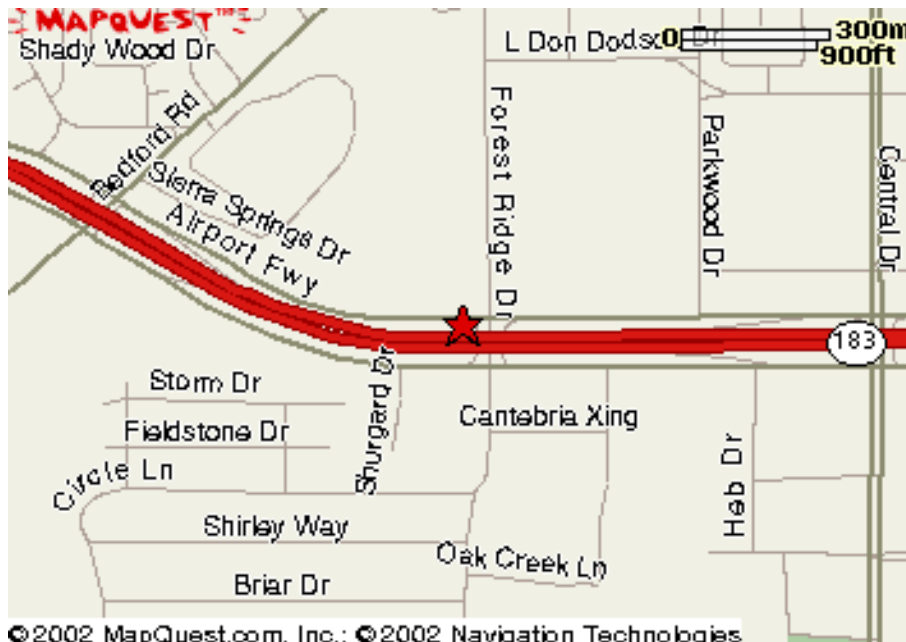 MAPQUEST
Shady Wood Dr
L Don Dodson Dr
0
300m
900ft
Bedford Rd
Forest Ridge Dr
Parkwood Dr
Central Dr
Sierra Springs Dr
Airport Fwy
183
Shurgard Dr
Storm Dr
Cantebria Xing
Fieldstone Dr
Heb Dr
Circle Ln
Shirley Way
Oak Creek Ln
Briar Dr
©2002 MapQuest.com, Inc.; ©2002 Navigation Technologies